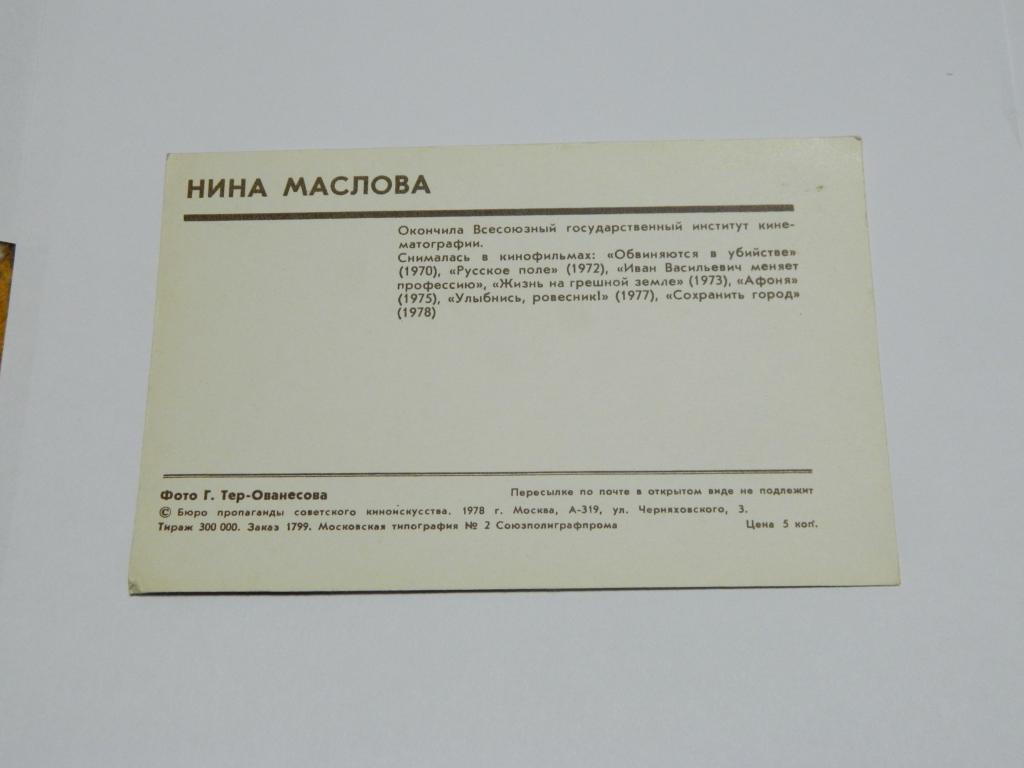 НИНА МАСЛОВА
Окончила Всесоюзный государственный институт кине-
матографии.
Снималась в кинофильмах: «Обвиняются в убийстве»
(1970), «Русское поле» (1972), «Иван Васильевич меняет
профессию», «Жизнь на грешной земле» (1973), «Афоня»
(1975), «Улыбнись, ровесник!» (1977), «Сохранить город»
(1978)
Фото Г. Тер-Ованесова
Пересылке по почте в открытом виде не подлежит
© Бюро пропаганды советского киноискусства. 1978 г. Москва, А-319, ул. Черняховского, 3.
Тираж 300 000. Заказ 1799. Московская типография № 2 Союзполиграфпрома
Цена 5 коп.